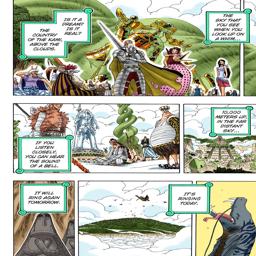 IS IT A
DREAM?
IS IT
REAL?
THE
COUNTRY
OF THE KAMI,
ABOVE THE
CLOUDS.
THE
SKY THAT
YOU SEE
WHEN YOU
LOOK UP ON
A WHIM...
IF YOU
LISTEN
CLOSELY,
YOU CAN HEAR
THE SOUND
OF A BELL.
10,000
METERS UP,
IN THE FAR
DISTANT
SKY...
IT WILL
RING AGAIN
TOMORROW.
IT'S
RINGING
TODAY.